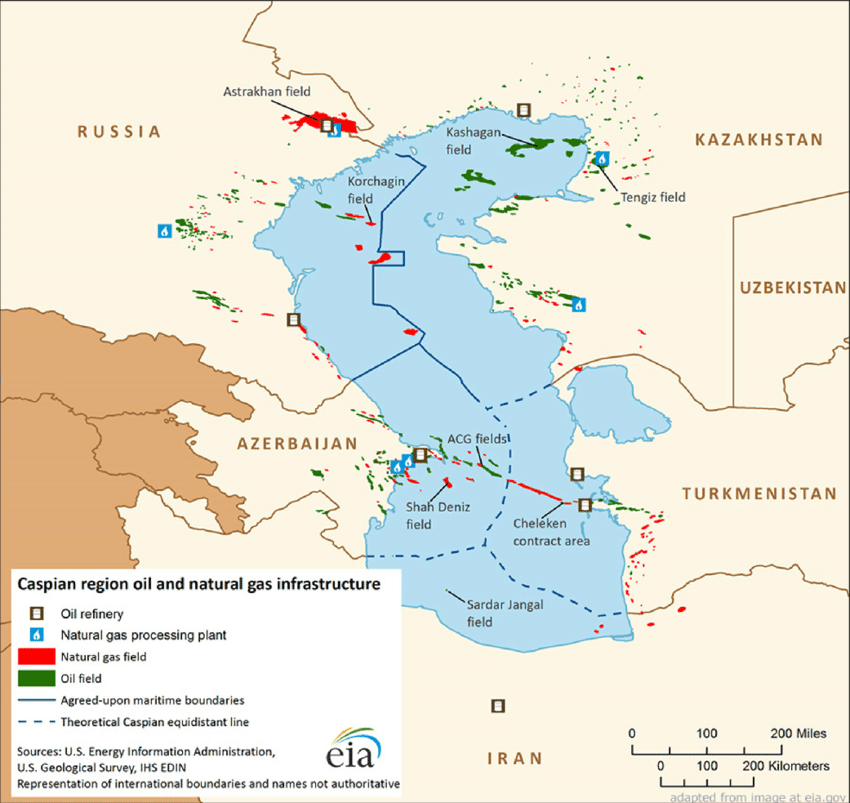 Astrakhan field
RUSSIA
Kashagan
field
KAZAKHSTAN
Korchagin
field
Tengiz field
UZBEKISTAN
AZERBAIJAN
ACG fields
TURKMENISTAN
Shah Deniz
field
Cheleken
contract area
Sardar Jangal
field
Caspian region oil and natural gas infrastructure
Oil refinery
Natural gas processing plant
Natural gas field
Oil field
Agreed-upon maritime boundaries
Theoretical Caspian equidistant line
Sources: U.S. Energy Information Administration,
U.S. Geological Survey, IHS EDIN
Representation of international boundaries and names not authoritative
eia
IRAN
0 100 200 Miles
0 100 200 Kilometers
adapted from image at eia.gov